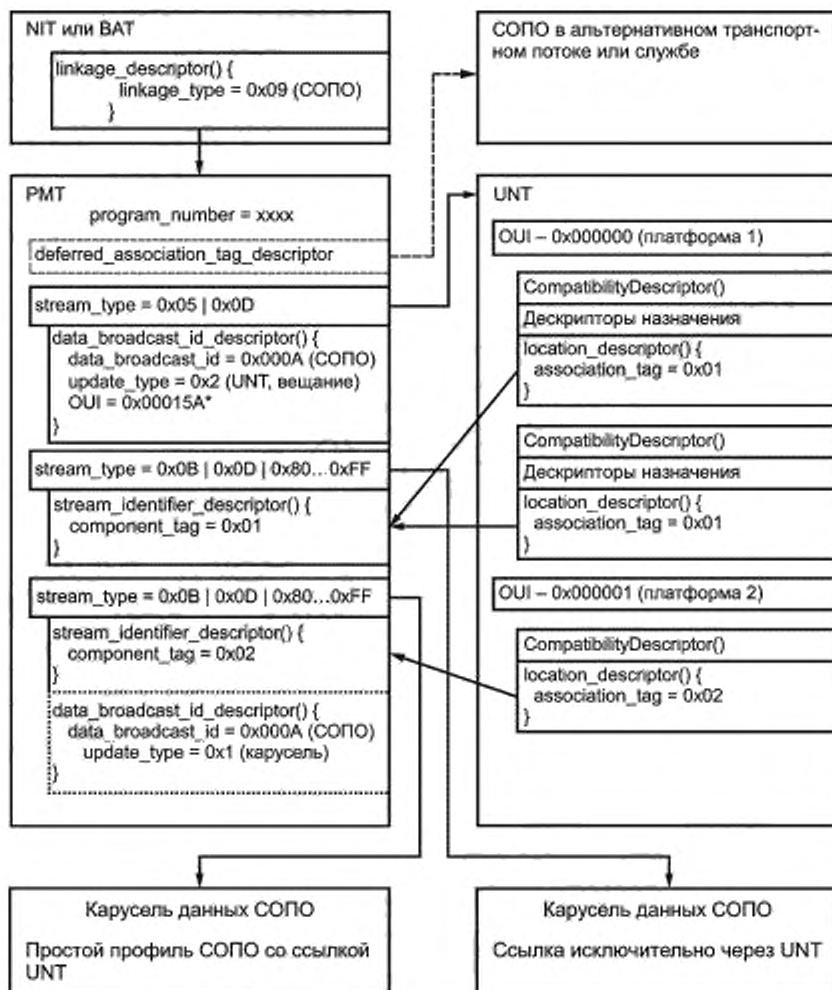 NIT или BAT
linkage_descriptor() {
linkage_type = 0x09 (СОПО)
}
СОПО в альтернативном транспорт-
ном потоке или службе
PMT
program_number = xxxx
deferred_association_tag_descriptor
stream_type = 0x05 | 0x0D
data_broadcast_id_descriptor() {
data_broadcast_id = 0x000A (СОПО)
update_type = 0x2 (UNT, вещание)
OUI = 0x00015A*
}
stream_type = 0x0B | 0x0D | 0x80...0xFF
stream_identifier_descriptor() {
component_tag = 0x01
}
stream_type = 0x0B | 0x0D | 0x80...0xFF
stream_identifier_descriptor() {
component_tag = 0x02
}
data_broadcast_id_descriptor() {
data_broadcast_id = 0x000A (СОПО)
update_type = 0x1 (карусель)
}
UNT
OUI – 0x000000 (платформа 1)
CompatibilityDescriptor()
Дескрипторы назначения
location_descriptor() {
association_tag = 0x01
}
CompatibilityDescriptor()
Дескрипторы назначения
location_descriptor() {
association_tag = 0x01
}
OUI – 0x000001 (платформа 2)
CompatibilityDescriptor()
location_descriptor() {
association_tag = 0x02
}
Карусель данных СОПО
Простой профиль СОПО со ссылкой
UNT
Карусель данных СОПО
Ссылка исключительно через UNT